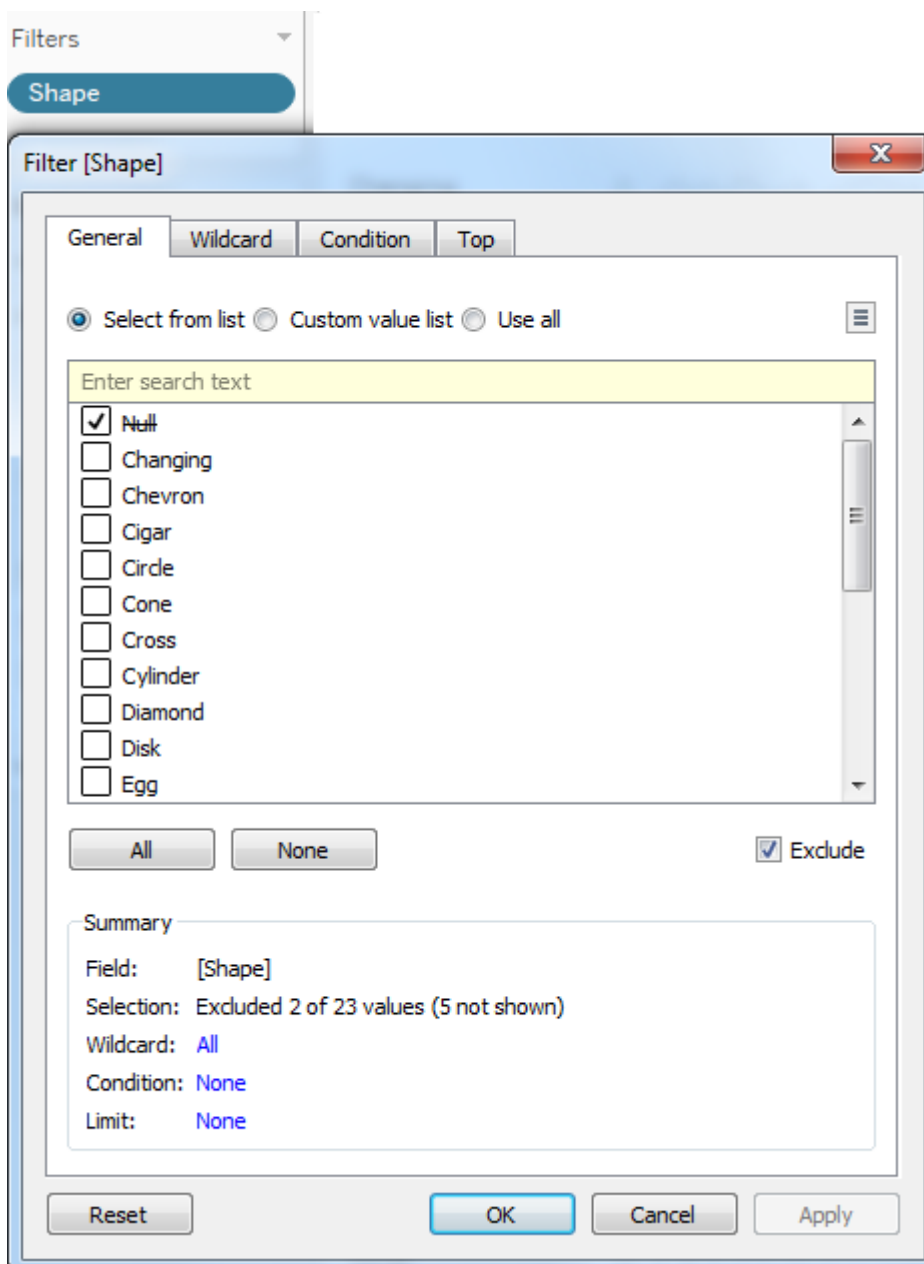 Filters
Shape
Filter [Shape]
General Wildcard Condition Top
Select from list Custom value list Use all
Enter search text
Null
Changing
Chevron
Cigar
Circle
Cone
Cross
Cylinder
Diamond
Disk
Egg
All None Exclude
Summary
Field: [Shape]
Selection: Excluded 2 of 23 values (5 not shown)
Wildcard: All
Condition: None
Limit: None
Reset OK Cancel Apply